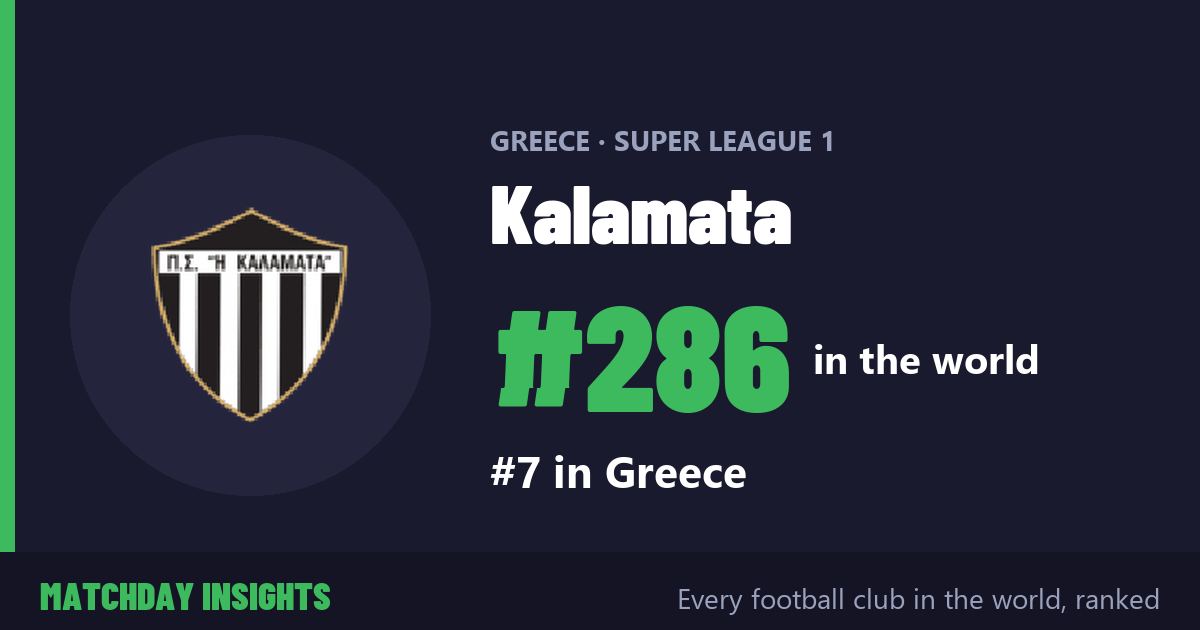 GREECE · SUPER LEAGUE 1
Kalamata
Π.Σ. "Η ΚΑΛΑΜΑΤΑ"
#286 in the world
#7 in Greece
MATCHDAY INSIGHTS
Every football club in the world, ranked